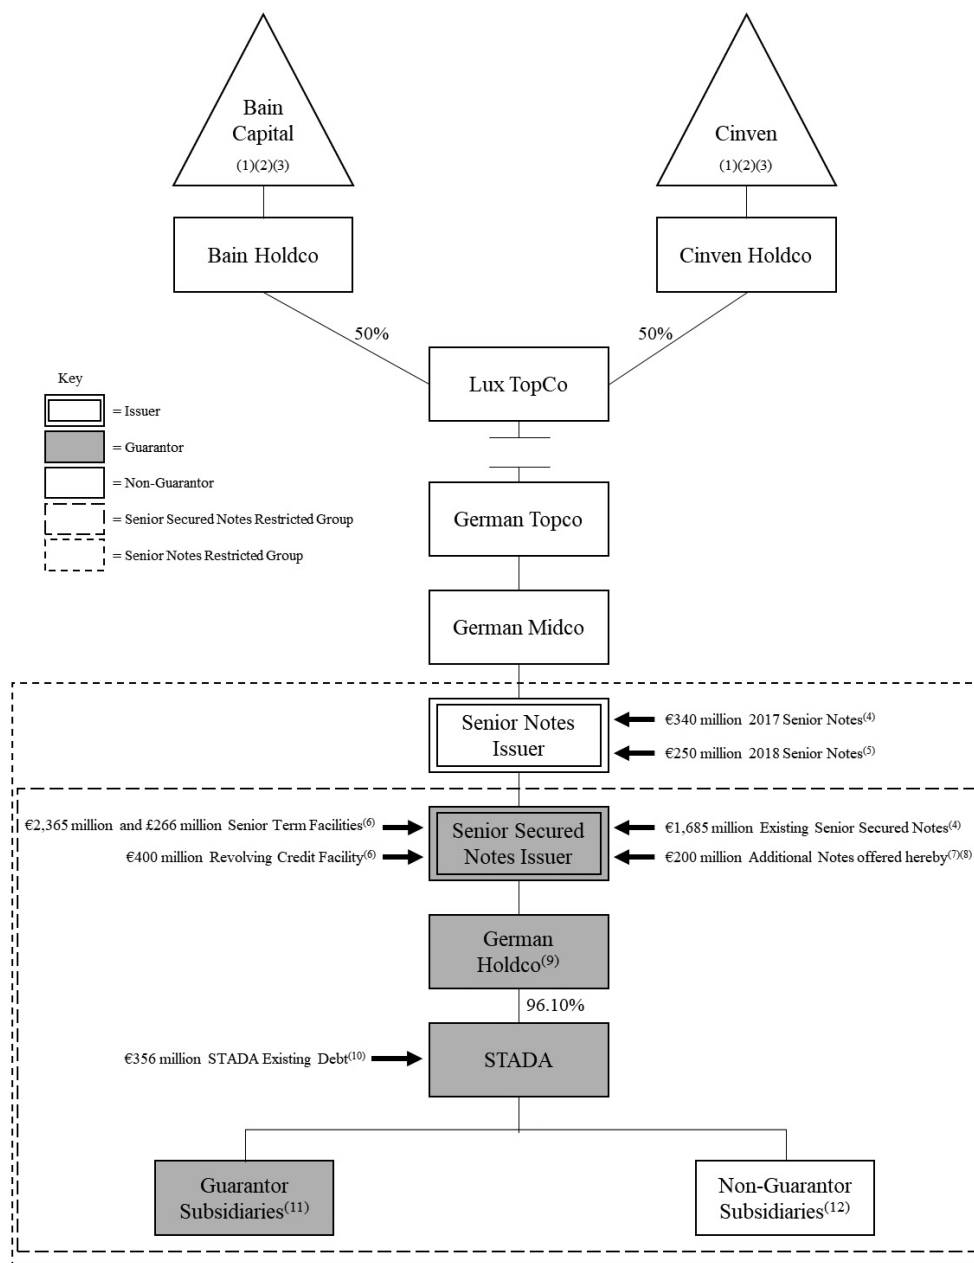 Bain
Capital
(1)(2)(3)
Cinven
(1)(2)(3)
Bain Holdco
Cinven Holdco
50%
50%
Lux TopCo
Key
= Issuer
= Guarantor
= Non-Guarantor
= Senior Secured Notes Restricted Group
= Senior Notes Restricted Group
German Topco
German Midco
Senior Notes
Issuer
€340 million 2017 Senior Notes(4)
€250 million 2018 Senior Notes(5)
€2,365 million and £266 million Senior Term Facilities(6)
€400 million Revolving Credit Facility(6)
Senior Secured
Notes Issuer
€1,685 million Existing Senior Secured Notes(4)
€200 million Additional Notes offered hereby(7)(8)
German
Holdco(9)
96.10%
€356 million STADA Existing Debt(10)
STADA
Guarantor
Subsidiaries(11)
Non-Guarantor
Subsidiaries(12)